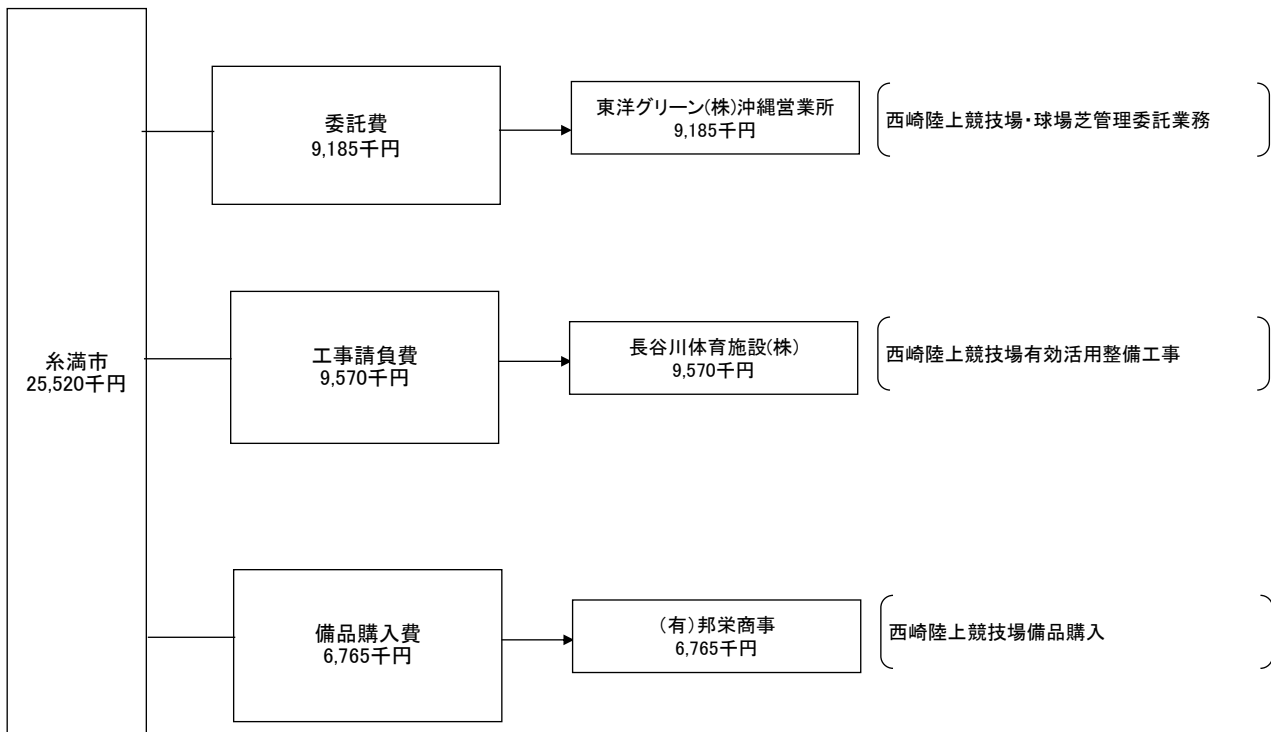 糸満市
25,520千円
委託費
9,185千円
東洋グリーン(株)沖縄営業所
9,185千円
西崎陸上競技場・球場芝管理委託業務
工事請負費
9,570千円
長谷川体育施設(株)
9,570千円
西崎陸上競技場有効活用整備工事
備品購入費
6,765千円
(有)邦栄商事
6,765千円
西崎陸上競技場備品購入